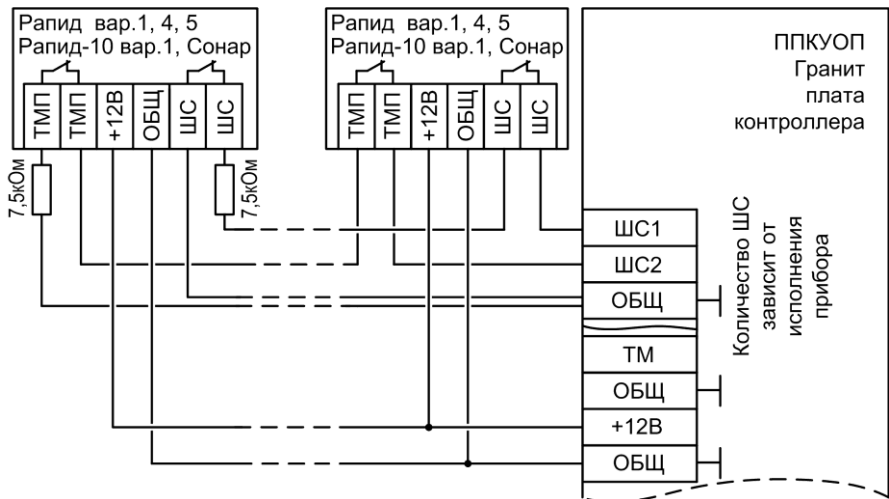 Рапид вар.1, 4, 5
Рапид-10 вар.1, Сонар
ТМП
ТМП
+12В
ОБЩ
ШС
ШС
7,5кОм
7,5кОм
Рапид вар.1, 4, 5
Рапид-10 вар.1, Сонар
ТМП
ТМП
+12В
ОБЩ
ШС
ШС
ППКУОП
Гранит
плата
контроллера
ШС1
ШС2
ОБЩ
ТМ
ОБЩ
+12В
ОБЩ
Количество ШС
зависит от
исполнения
прибора